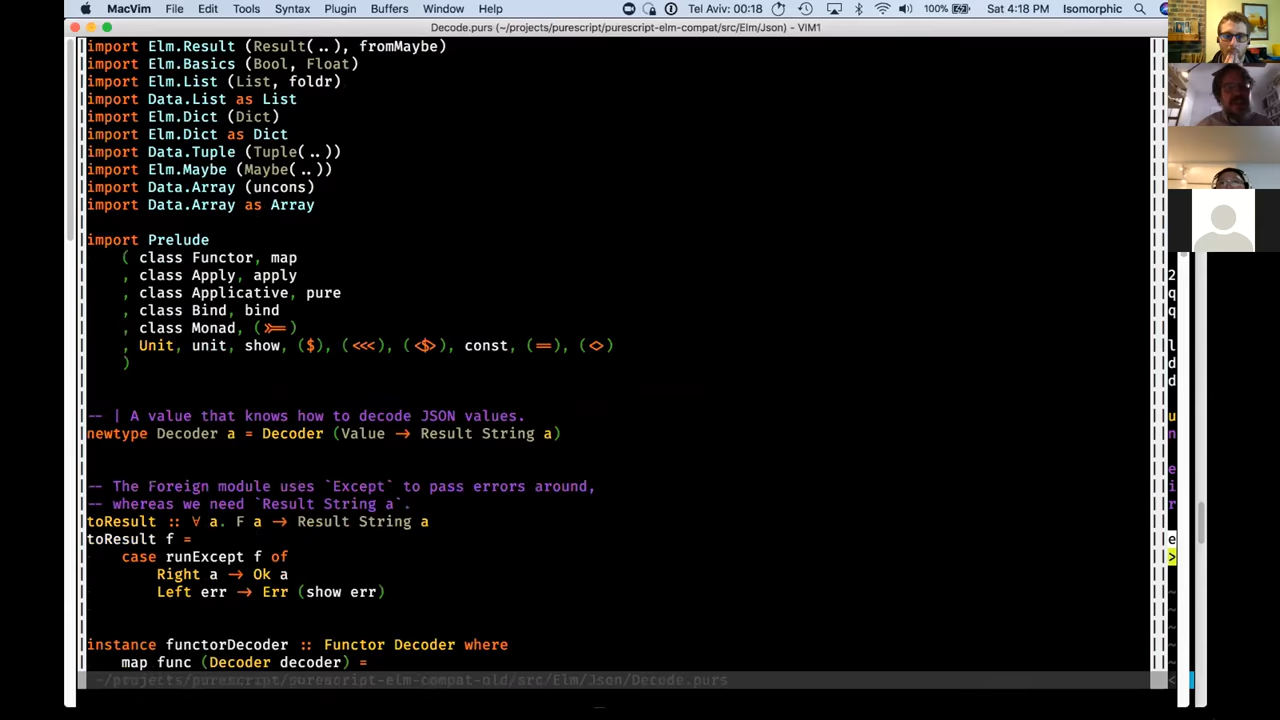 MacVim File Edit Tools Syntax Plugin Buffers Window Help Tel Aviv: 00:18 100% Sat 4:18 PM Isomorphic
Decode.purs (~/projects/purescript/purescript-elm-compat/src/Elm/Json) - VIM1
import Elm.Result (Result(..), fromMaybe)
import Elm.Basics (Bool, Float)
import Elm.List (List, foldr)
import Data.List as List
import Elm.Dict (Dict)
import Elm.Dict as Dict
import Data.Tuple (Tuple(..))
import Elm.Maybe (Maybe(..))
import Data.Array (uncons)
import Data.Array as Array
import Prelude
( class Functor, map
, class Apply, apply
, class Applicative, pure
, class Bind, bind
, class Monad, (>>=)
, Unit, unit, show, ($), (<<<), (<$>), const, (==), (<>)
)
-- | A value that knows how to decode JSON values.
newtype Decoder a = Decoder (Value → Result String a)
-- The Foreign module uses `Except` to pass errors around,
-- whereas we need `Result String a`.
toResult :: ∀ a. F a → Result String a
toResult f =
case runExcept f of
Right a → Ok a
Left err → Err (show err)
instance functorDecoder :: Functor Decoder where
map func (Decoder decoder) =
~/projects/purescript/purescript-elm-compat-old/src/Elm/Json/Decode.purs